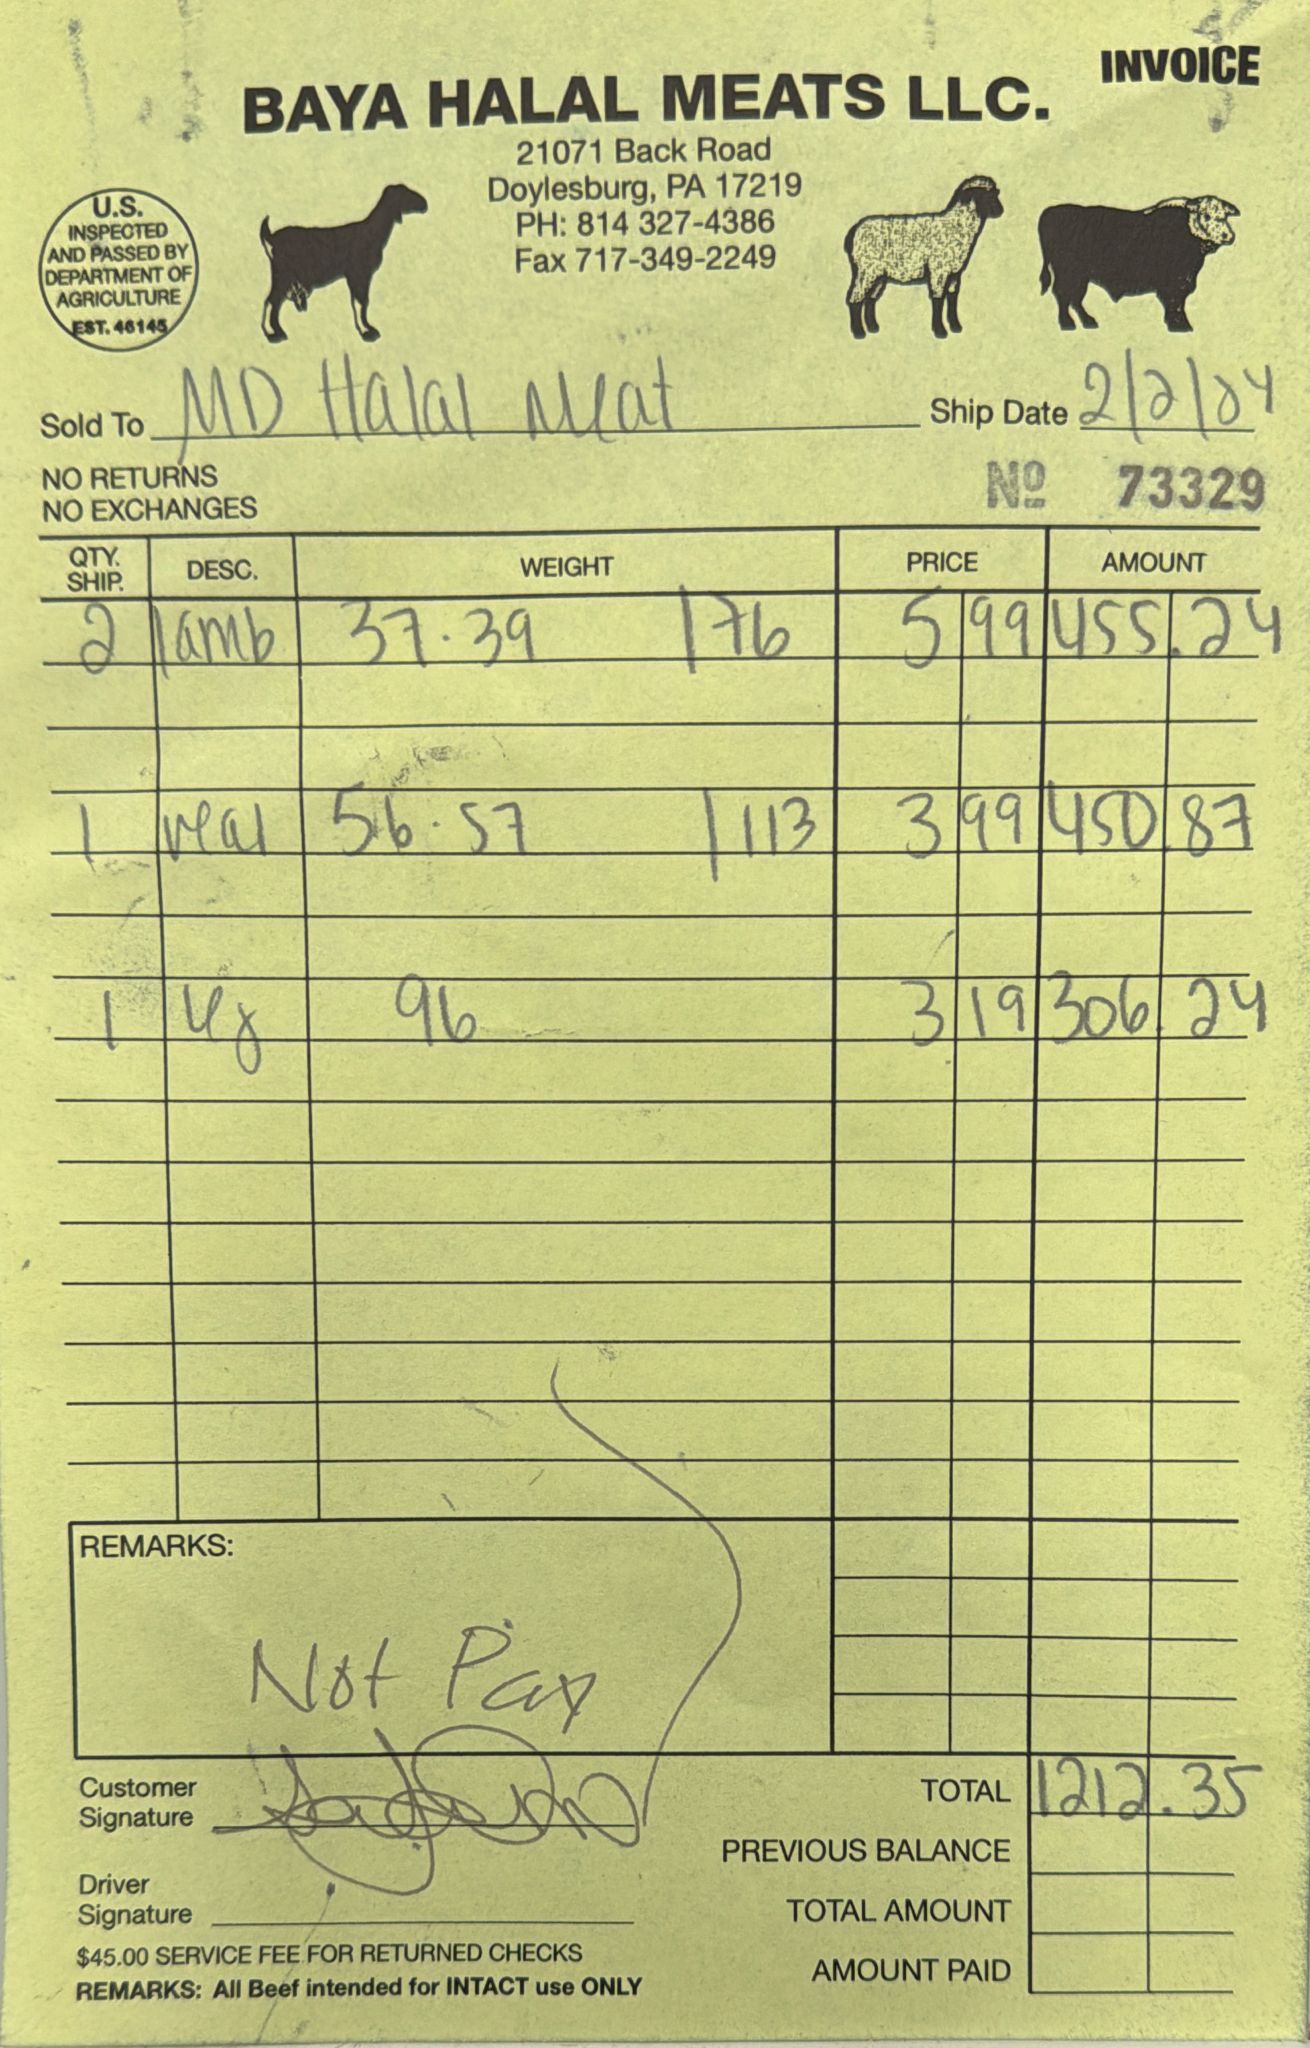 INVOICE
BAYA HALAL MEATS LLC.
21071 Back Road
Doylesburg, PA 17219
PH: 814 327-4386
Fax 717-349-2249
U.S.
INSPECTED
AND PASSED BY
DEPARTMENT OF
AGRICULTURE
EST. 46145
Sold To MD Halal Meat Ship Date 2/2/24
NO RETURNS
NO EXCHANGES
No 73329
QTY. SHIP. DESC. WEIGHT PRICE AMOUNT
2 lamb 37.39 | 76 5 99 455.24
1 veal 56.57 | 113 3 99 450.87
1 96 3 19 306.24
REMARKS:
Not Pay
Customer
Signature
Driver
Signature
TOTAL 1212.35
PREVIOUS BALANCE
TOTAL AMOUNT
AMOUNT PAID
$45.00 SERVICE FEE FOR RETURNED CHECKS
REMARKS: All Beef intended for INTACT use ONLY